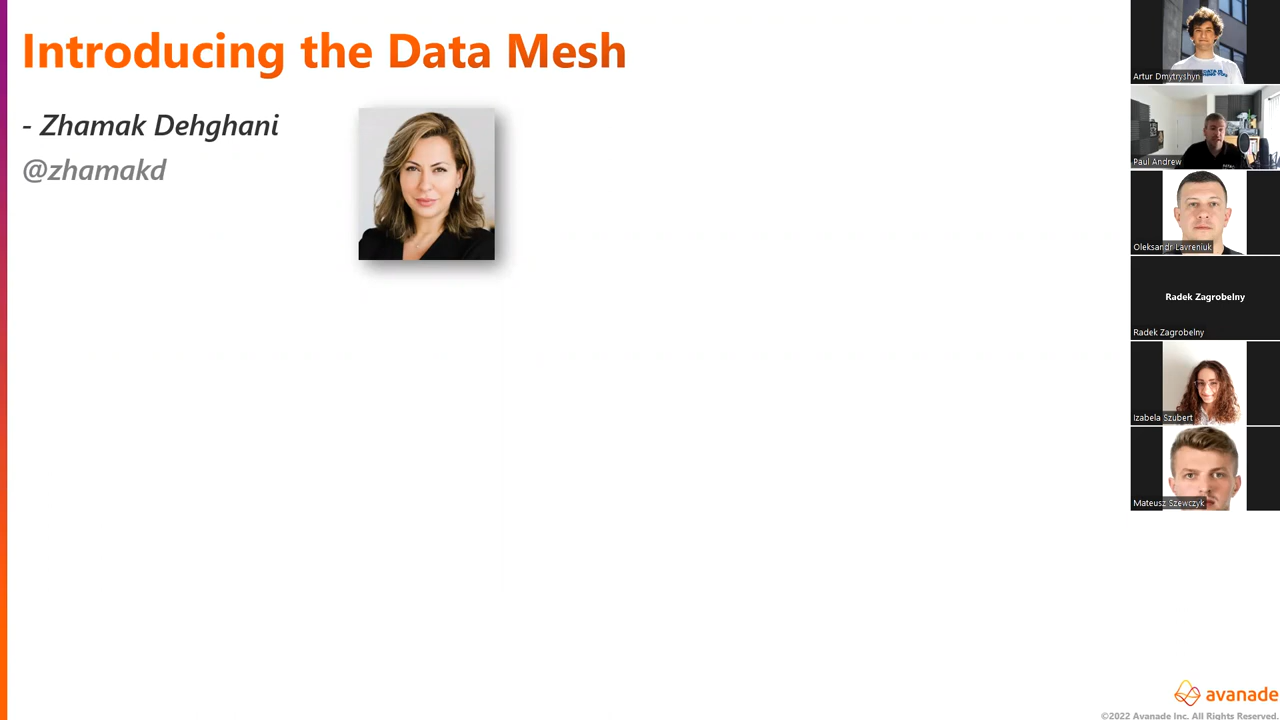 Introducing the Data Mesh
- Zhamak Dehghani
@zhamakd
Artur Dmytryshyn
Paul Andrew
Oleksandr Lavreniuk
Radek Zagrobelny
Radek Zagrobelny
Izabela Szubert
Mateusz Szewczyk
avanade
©2022 Avanade Inc. All Rights Reserved.